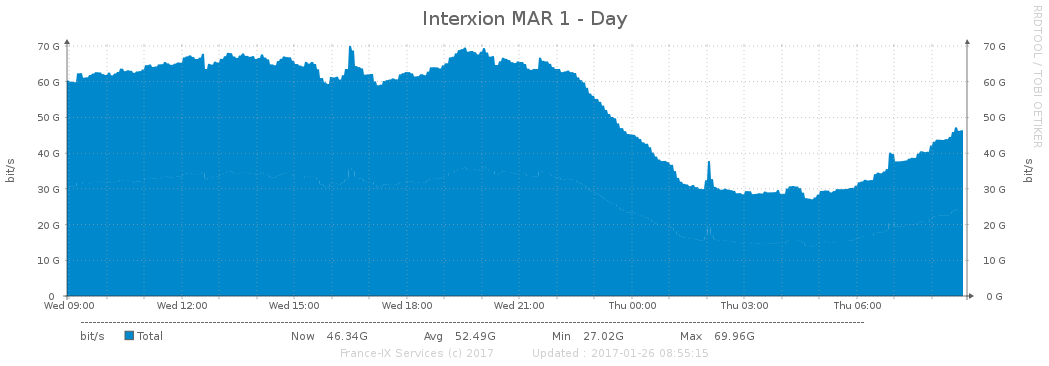 Interxion MAR 1 - Day
RRDTOOL / TOBI OETIKER
70 G 70 G
60 G 60 G
50 G 50 G
40 G 40 G
30 G 30 G
20 G 20 G
10 G 10 G
0 0 G
bit/s
bit/s
Wed 09:00 Wed 12:00 Wed 15:00 Wed 18:00 Wed 21:00 Thu 00:00 Thu 03:00 Thu 06:00
bit/s Total Now 46.34G Avg 52.49G Min 27.02G Max 69.96G
France-IX Services (c) 2017 Updated : 2017-01-26 08:55:15